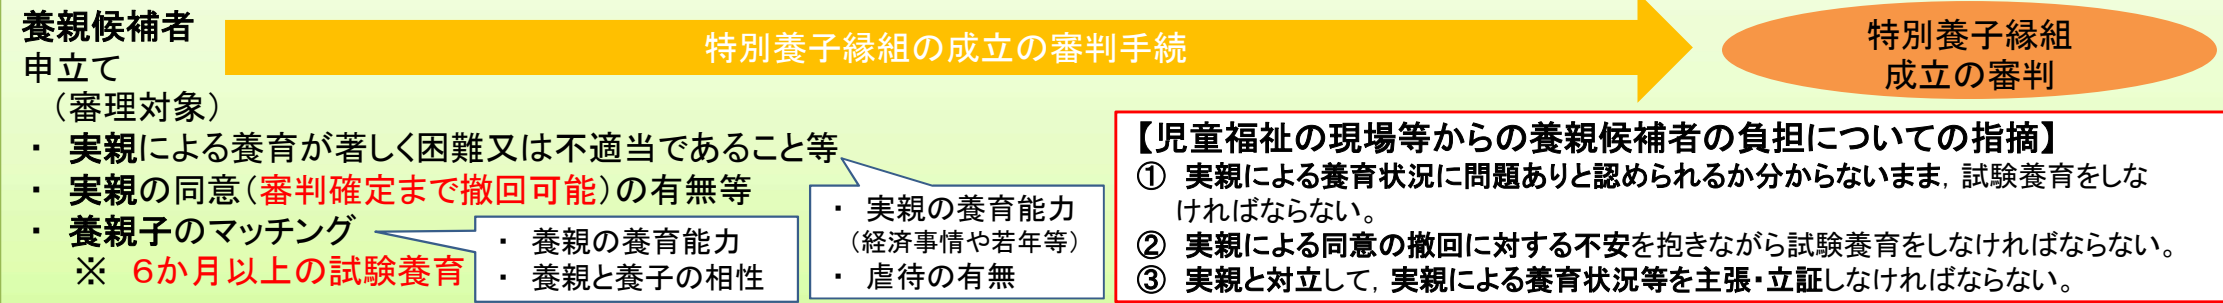 養親候補者
申立て
特別養子縁組の成立の審判手続
特別養子縁組
成立の審判
（審理対象）
・ 実親による養育が著しく困難又は不適当であること等
・ 実親の同意（審判確定まで撤回可能）の有無等
・ 養親子のマッチング
※ ６か月以上の試験養育
・ 養親の養育能力
・ 養親と養子の相性
・ 実親の養育能力
（経済事情や若年等）
・ 虐待の有無
【児童福祉の現場等からの養親候補者の負担についての指摘】
① 実親による養育状況に問題ありと認められるか分からないまま，試験養育をしな
ければならない。
② 実親による同意の撤回に対する不安を抱きながら試験養育をしなければならない。
③ 実親と対立して，実親による養育状況等を主張・立証しなければならない。